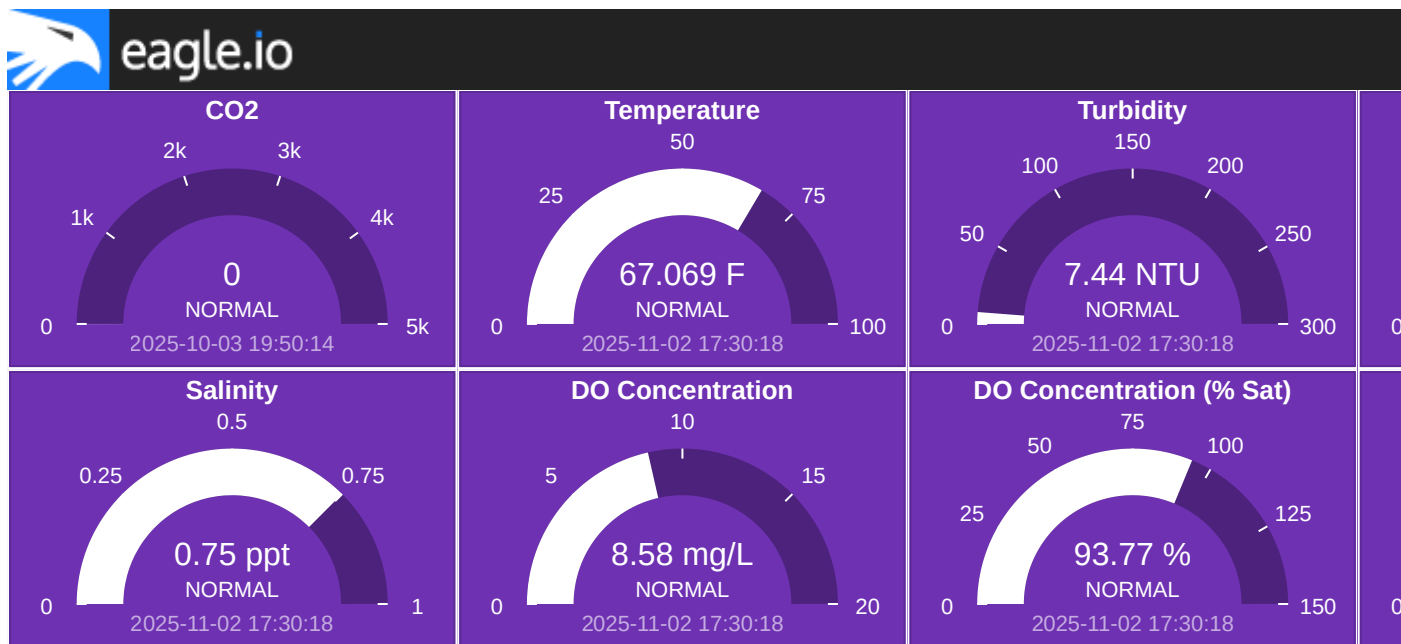 eagle.io
CO2
2k
3k
1k
4k
0
NORMAL
0
5k
2025-10-03 19:50:14
Temperature
50
25
75
67.069 F
NORMAL
0
100
2025-11-02 17:30:18
Turbidity
150
100
200
50
250
7.44 NTU
NORMAL
0
300
2025-11-02 17:30:18
0
Salinity
0.5
0.25
0.75
0.75 ppt
NORMAL
0
1
2025-11-02 17:30:18
DO Concentration
10
5
15
8.58 mg/L
NORMAL
0
20
2025-11-02 17:30:18
DO Concentration (% Sat)
75
50
100
25
125
93.77 %
NORMAL
0
150
2025-11-02 17:30:18
0